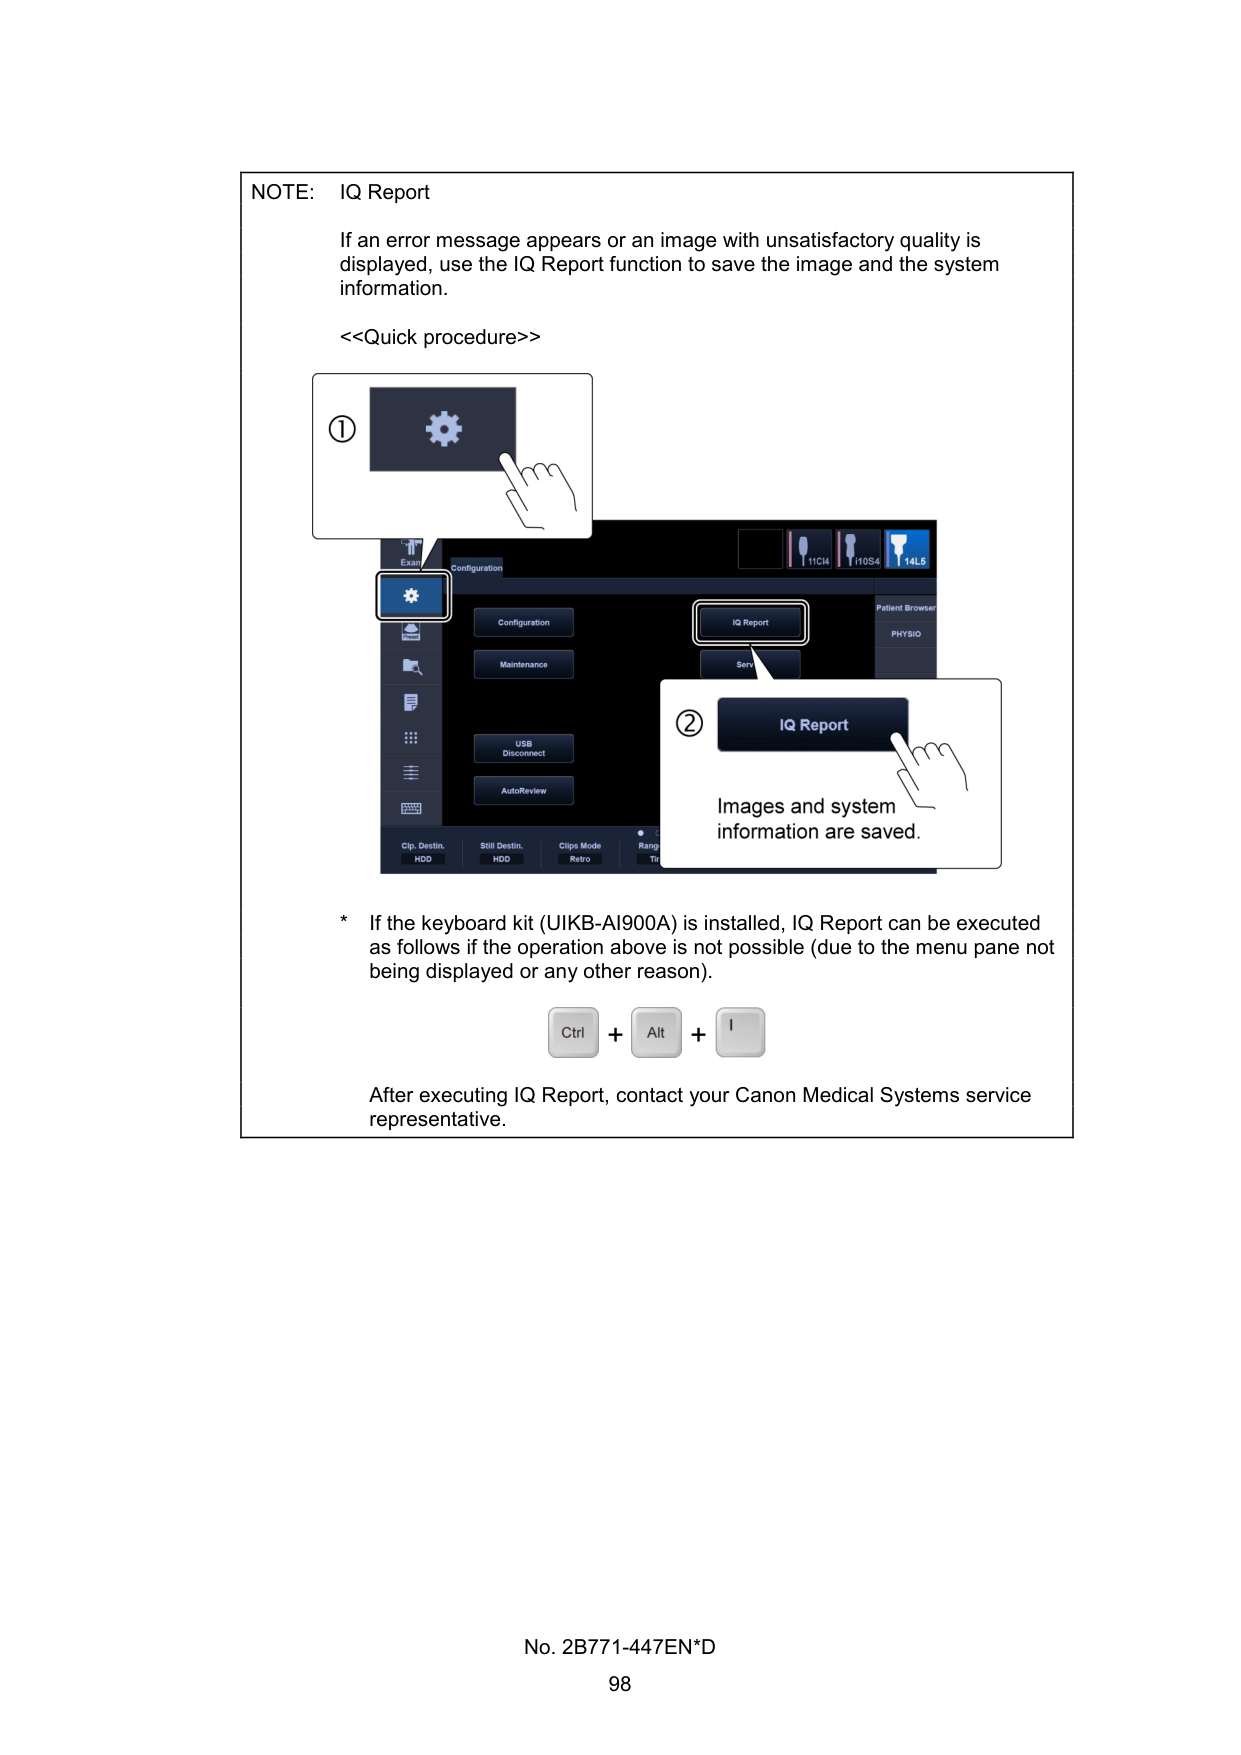 NOTE: IQ Report
If an error message appears or an image with unsatisfactory quality is
displayed, use the IQ Report function to save the image and the system
information.
<<Quick procedure>>
①
Exam
Configuration
11CI4
i10S4
14L5
Patient Browser
Configuration
IQ Report
PHYSIO
Preset
Maintenance
②
IQ Report
USB
Disconnect
AutoReview
Images and system
information are saved.
Clp. Destin.
Still Destin.
Clips Mode
HDD
HDD
Retro
* If the keyboard kit (UIKB-AI900A) is installed, IQ Report can be executed
as follows if the operation above is not possible (due to the menu pane not
being displayed or any other reason).
Ctrl + Alt + I
After executing IQ Report, contact your Canon Medical Systems service
representative.
No. 2B771-447EN*D
98